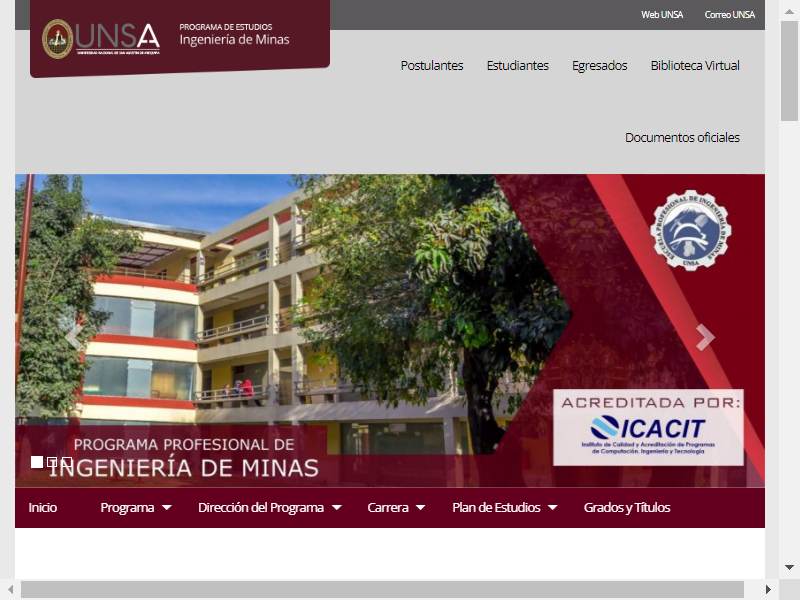 Web UNSA
Correo UNSA
UNSA
UNIVERSIDAD NACIONAL DE SAN AGUSTÍN DE AREQUIPA
PROGRAMA DE ESTUDIOS
Ingeniería de Minas
Postulantes
Estudiantes
Egresados
Biblioteca Virtual
Documentos oficiales
ESCUELA PROFESIONAL DE INGENIERÍA DE MINAS
UNSA
ACREDITADA POR:
ICACIT
Instituto de Calidad y Acreditación de Programas
de Computación, Ingeniería y Tecnología
PROGRAMA PROFESIONAL DE
INGENIERÍA DE MINAS
Inicio
Programa
Dirección del Programa
Carrera
Plan de Estudios
Grados y Títulos